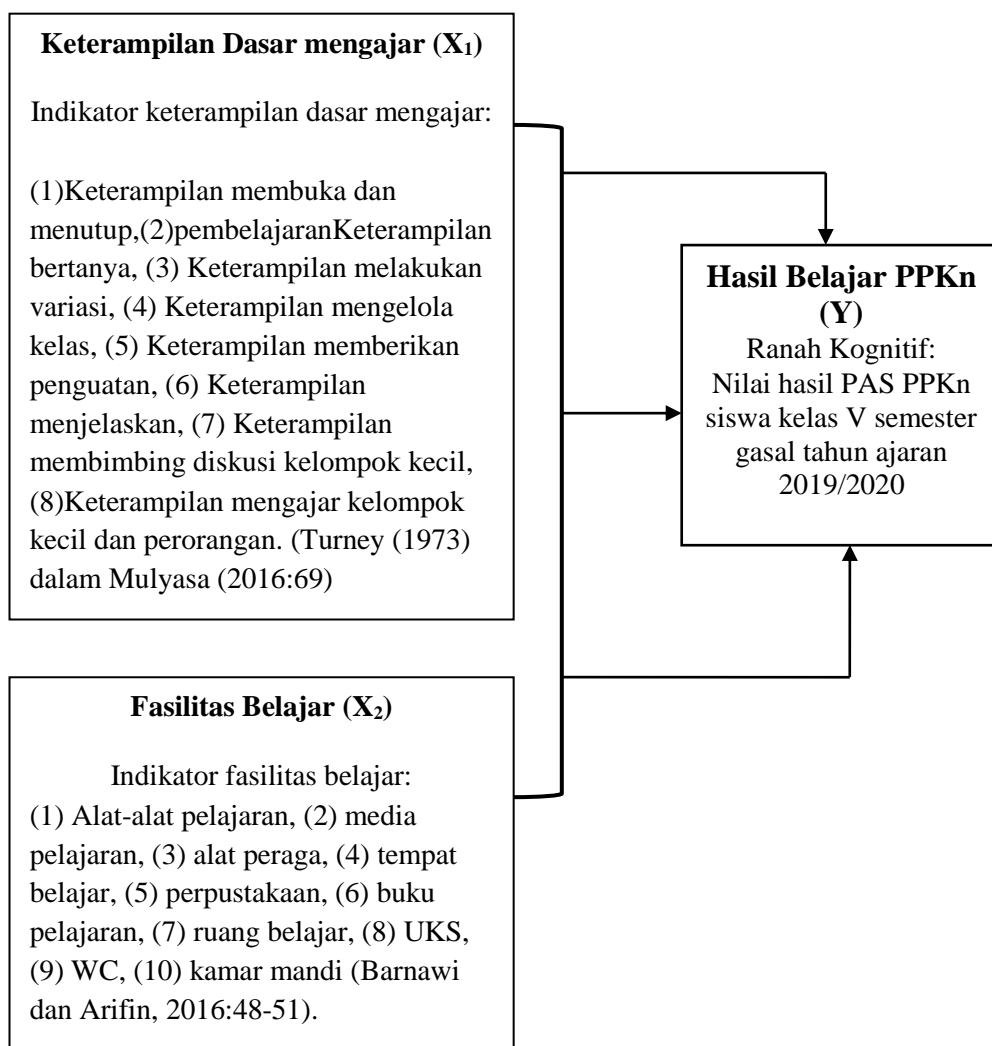 Keterampilan Dasar mengajar (X₁)
Indikator keterampilan dasar mengajar:
(1)Keterampilan membuka dan
menutup,(2)pembelajaranKeterampilan
bertanya, (3) Keterampilan melakukan
variasi, (4) Keterampilan mengelola
kelas, (5) Keterampilan memberikan
penguatan, (6) Keterampilan
menjelaskan, (7) Keterampilan
membimbing diskusi kelompok kecil,
(8)Keterampilan mengajar kelompok
kecil dan perorangan. (Turney (1973)
dalam Mulyasa (2016:69)
Fasilitas Belajar (X₂)
Indikator fasilitas belajar:
(1) Alat-alat pelajaran, (2) media
pelajaran, (3) alat peraga, (4) tempat
belajar, (5) perpustakaan, (6) buku
pelajaran, (7) ruang belajar, (8) UKS,
(9) WC, (10) kamar mandi (Barnawi
dan Arifin, 2016:48-51).
Hasil Belajar PPKn
(Y)
Ranah Kognitif:
Nilai hasil PAS PPKn
siswa kelas V semester
gasal tahun ajaran
2019/2020